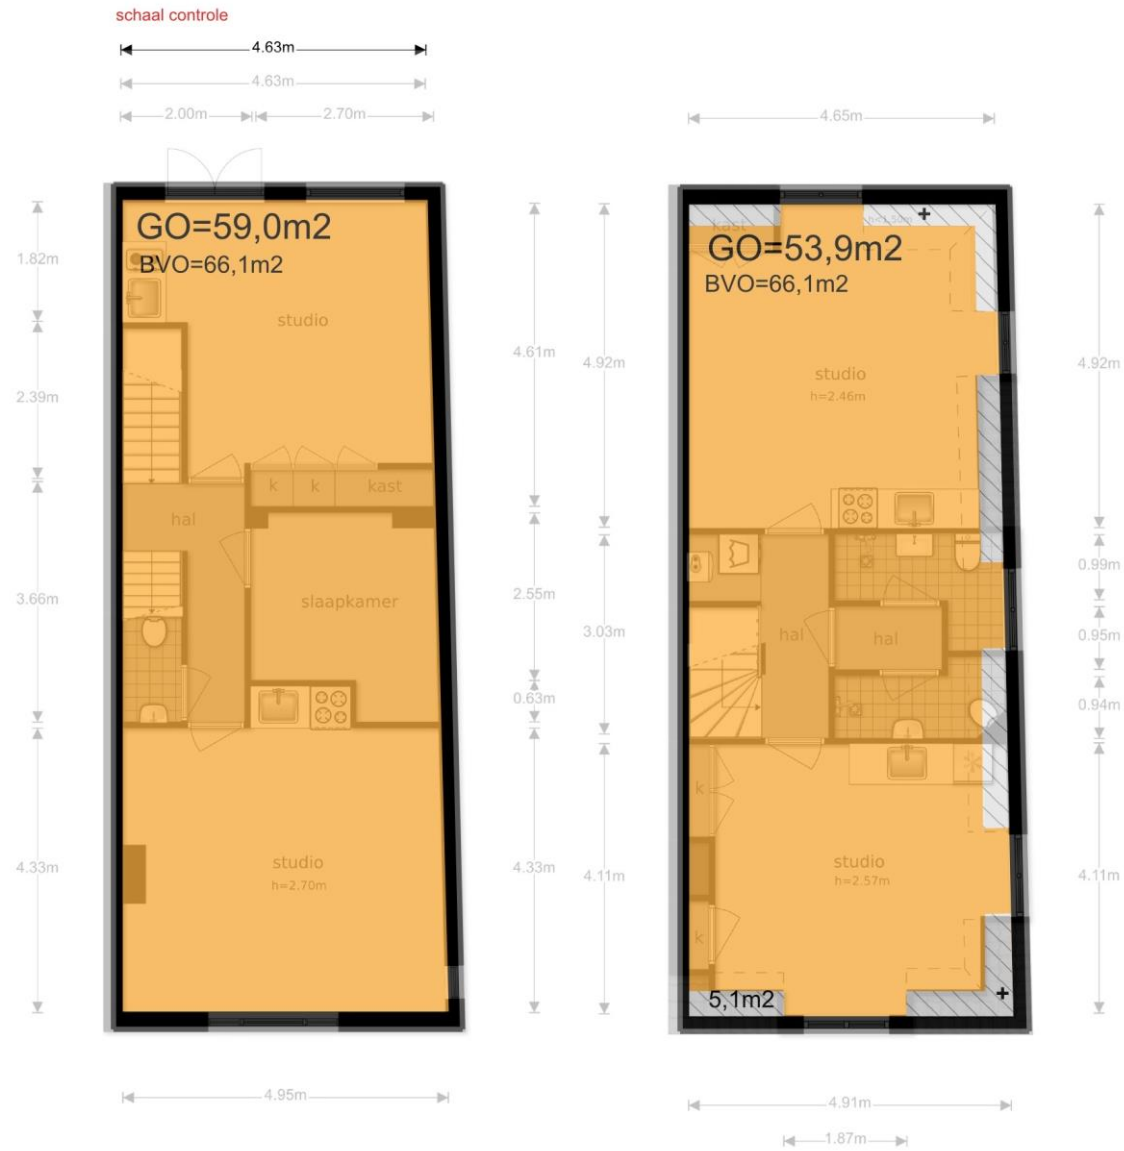 schaal controle
4.63m
4.63m
2.00m
2.70m
4.65m
GO=59,0m2
BVO=66,1m2
studio
1.82m
2.39m
3.66m
4.33m
k
k
kast
hal
slaapkamer
studio
h=2.70m
4.61m
2.55m
0.63m
4.33m
4.95m
kast
h<1.50m
GO=53,9m2
BVO=66,1m2
studio
h=2.46m
4.92m
3.03m
4.11m
hal
hal
k
studio
h=2.57m
k
5,1m2
4.92m
0.99m
0.95m
0.94m
4.11m
4.91m
1.87m